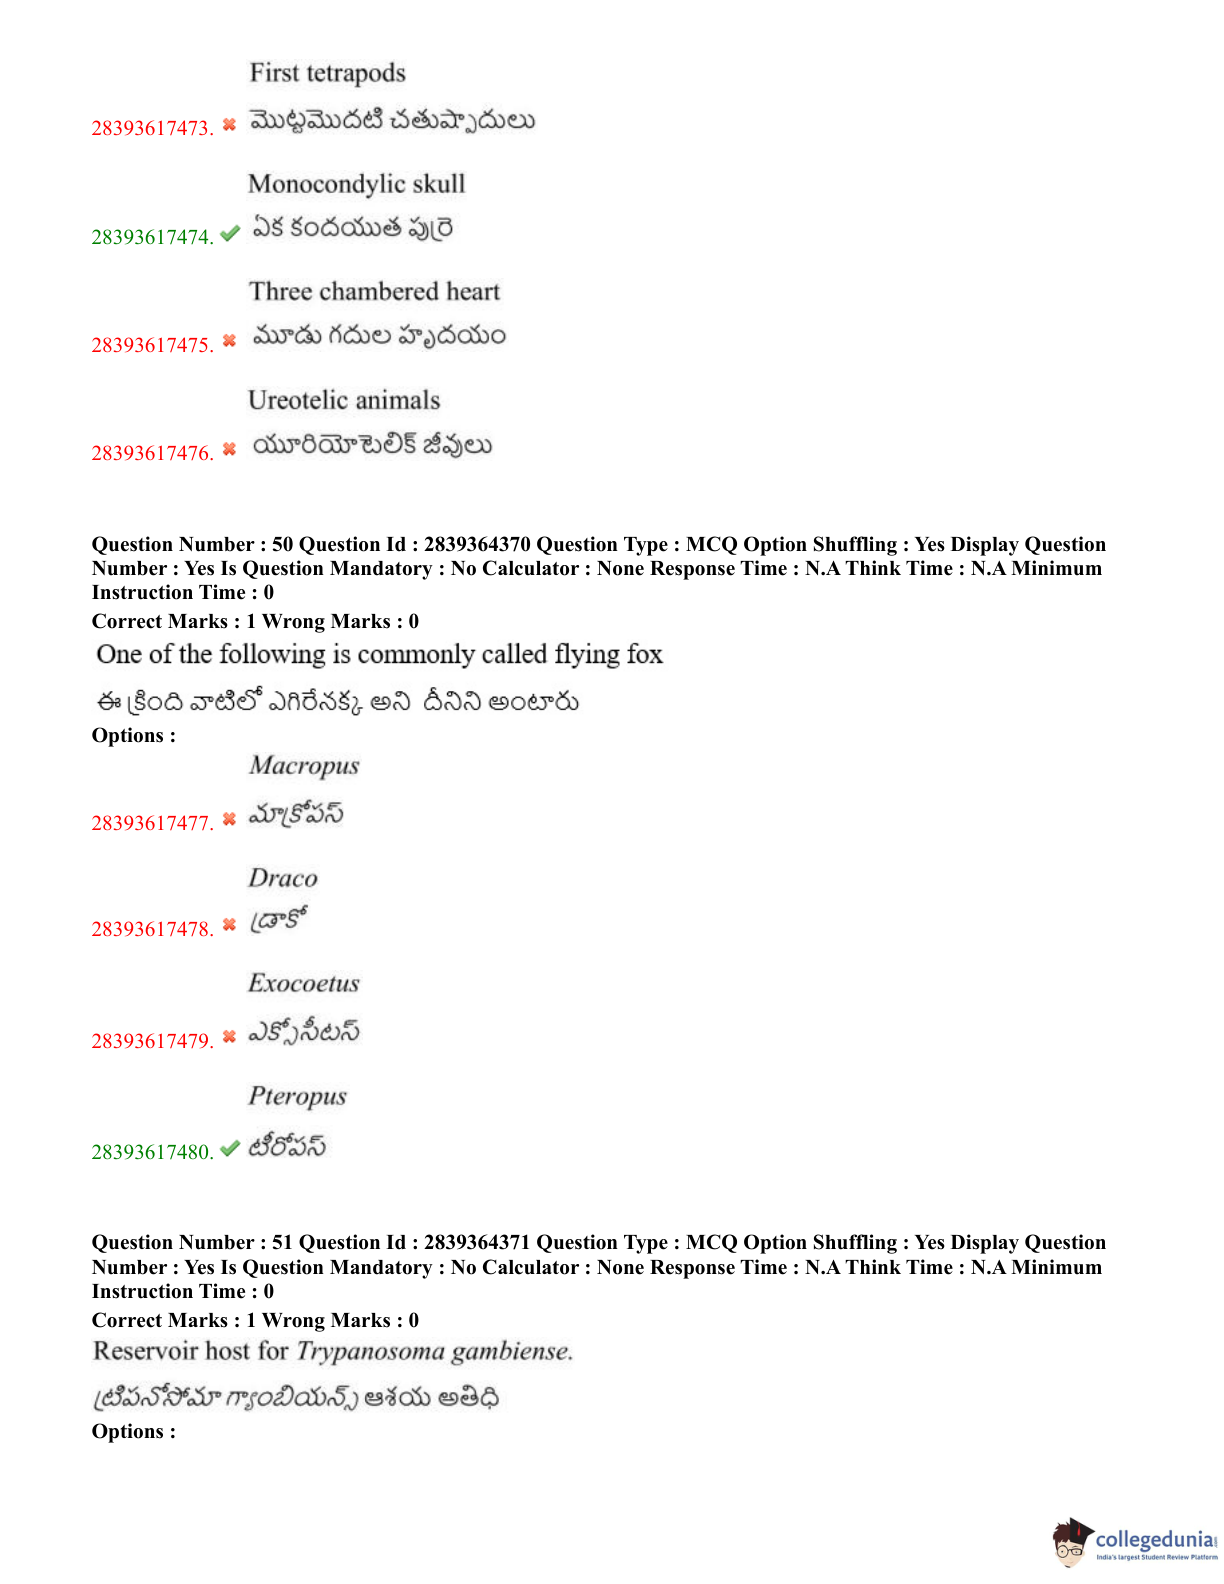 First tetrapods
28393617473. మొట్టమొదటి చతుష్పాదులు
Monocondylic skull
28393617474. ఏక కందయుత పుర్రె
Three chambered heart
28393617475. మూడు గదుల హృదయం
Ureotelic animals
28393617476. యూరియోటెలిక్ జీవులు
Question Number : 50 Question Id : 2839364370 Question Type : MCQ Option Shuffling : Yes Display Question
Number : Yes Is Question Mandatory : No Calculator : None Response Time : N.A Think Time : N.A Minimum
Instruction Time : 0
Correct Marks : 1 Wrong Marks : 0
One of the following is commonly called flying fox
ఈ క్రింది వాటిలో ఎగిరేనక్క అని దీనిని అంటారు
Options :
Macropus
28393617477. మాక్రోపస్
Draco
28393617478. డ్రాకో
Exocoetus
28393617479. ఎక్సోసీటస్
Pteropus
28393617480. టీరోపస్
Question Number : 51 Question Id : 2839364371 Question Type : MCQ Option Shuffling : Yes Display Question
Number : Yes Is Question Mandatory : No Calculator : None Response Time : N.A Think Time : N.A Minimum
Instruction Time : 0
Correct Marks : 1 Wrong Marks : 0
Reservoir host for Trypanosoma gambiense.
ట్రిపనోసోమా గ్యాంబియన్స్ ఆశయ అతిథి
Options :
collegedunia
India's largest Student Review Platform